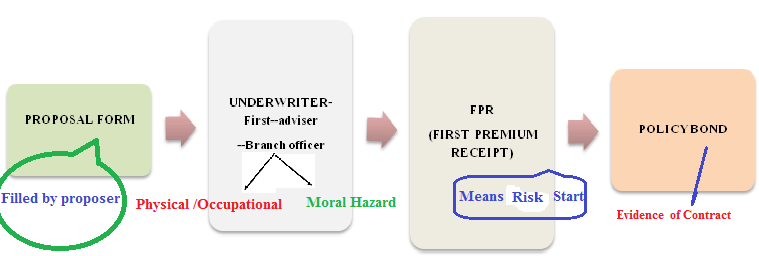 PROPOSAL FORM
Filled by proposer
UNDERWRITER-
First--adviser
--Branch officer
Physical /Occupational
Moral Hazard
FPR
(FIRST PREMIUM
RECEIPT)
Means Risk Start
POLICY BOND
Evidence of Contract